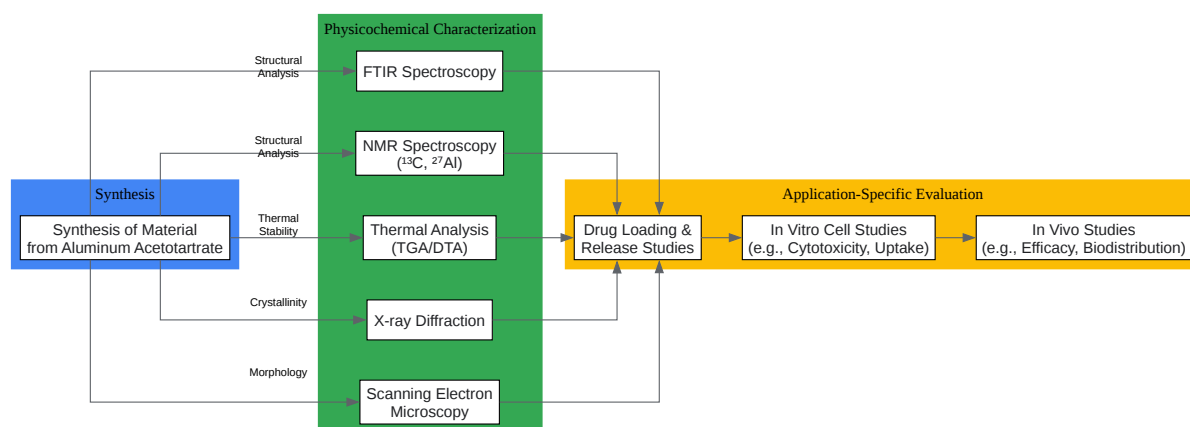 Physicochemical Characterization
Structural
Analysis
FTIR Spectroscopy
Structural
Analysis
NMR Spectroscopy
(¹³C, ²⁷Al)
Synthesis
Synthesis of Material
from Aluminum Acetotartrate
Thermal
Stability
Thermal Analysis
(TGA/DTA)
Application-Specific Evaluation
Drug Loading &
Release Studies
In Vitro Cell Studies
(e.g., Cytotoxicity, Uptake)
In Vivo Studies
(e.g., Efficacy, Biodistribution)
Crystallinity
X-ray Diffraction
Morphology
Scanning Electron
Microscopy